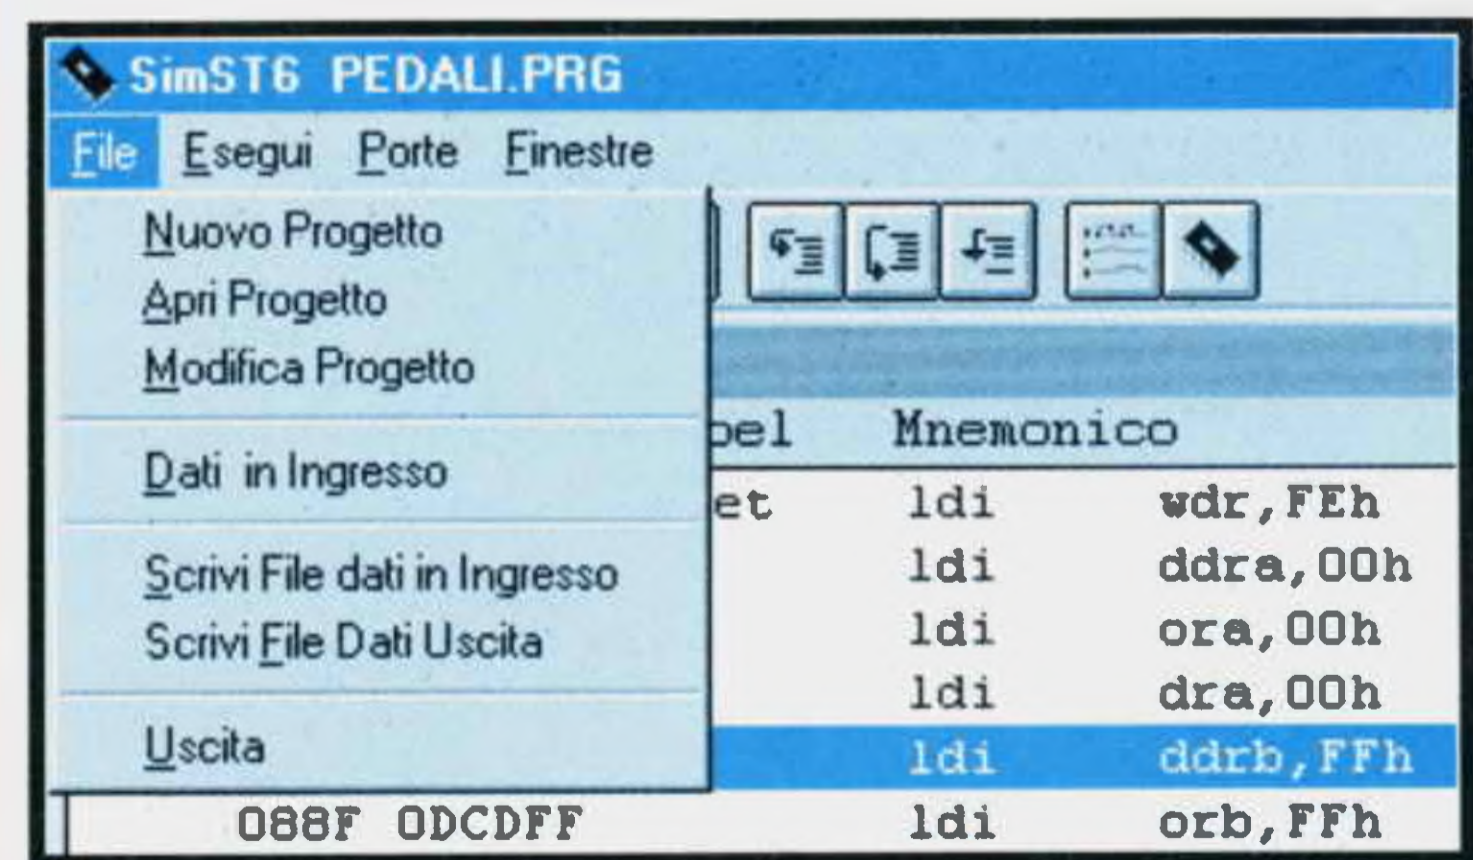 SimST6 PEDALI.PRG
File Esegui Porte Finestre
Nuovo Progetto
Apri Progetto
Modifica Progetto
Dati in Ingresso
Scrivi File dati in Ingresso
Scrivi File Dati Uscita
Uscita
bel Mnemonico
et ldi wdr,FEh
ldi ddra,00h
ldi ora,00h
ldi dra,00h
ldi ddrb,FFh
088F 0DCDFF ldi orb,FFh